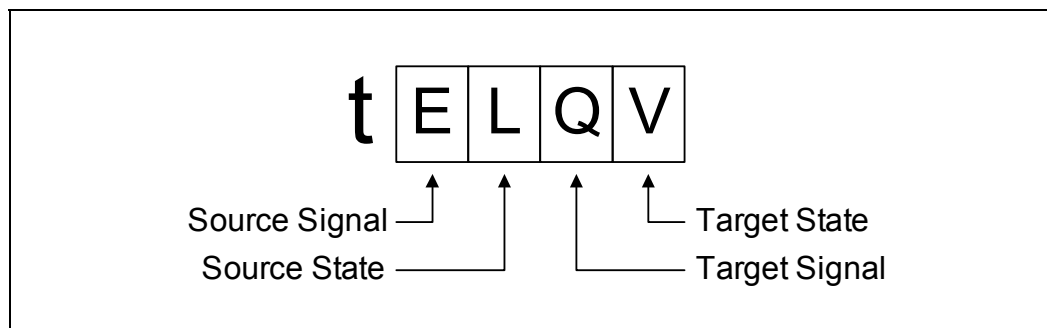 t E L Q V
Source Signal Target State
Source State Target Signal